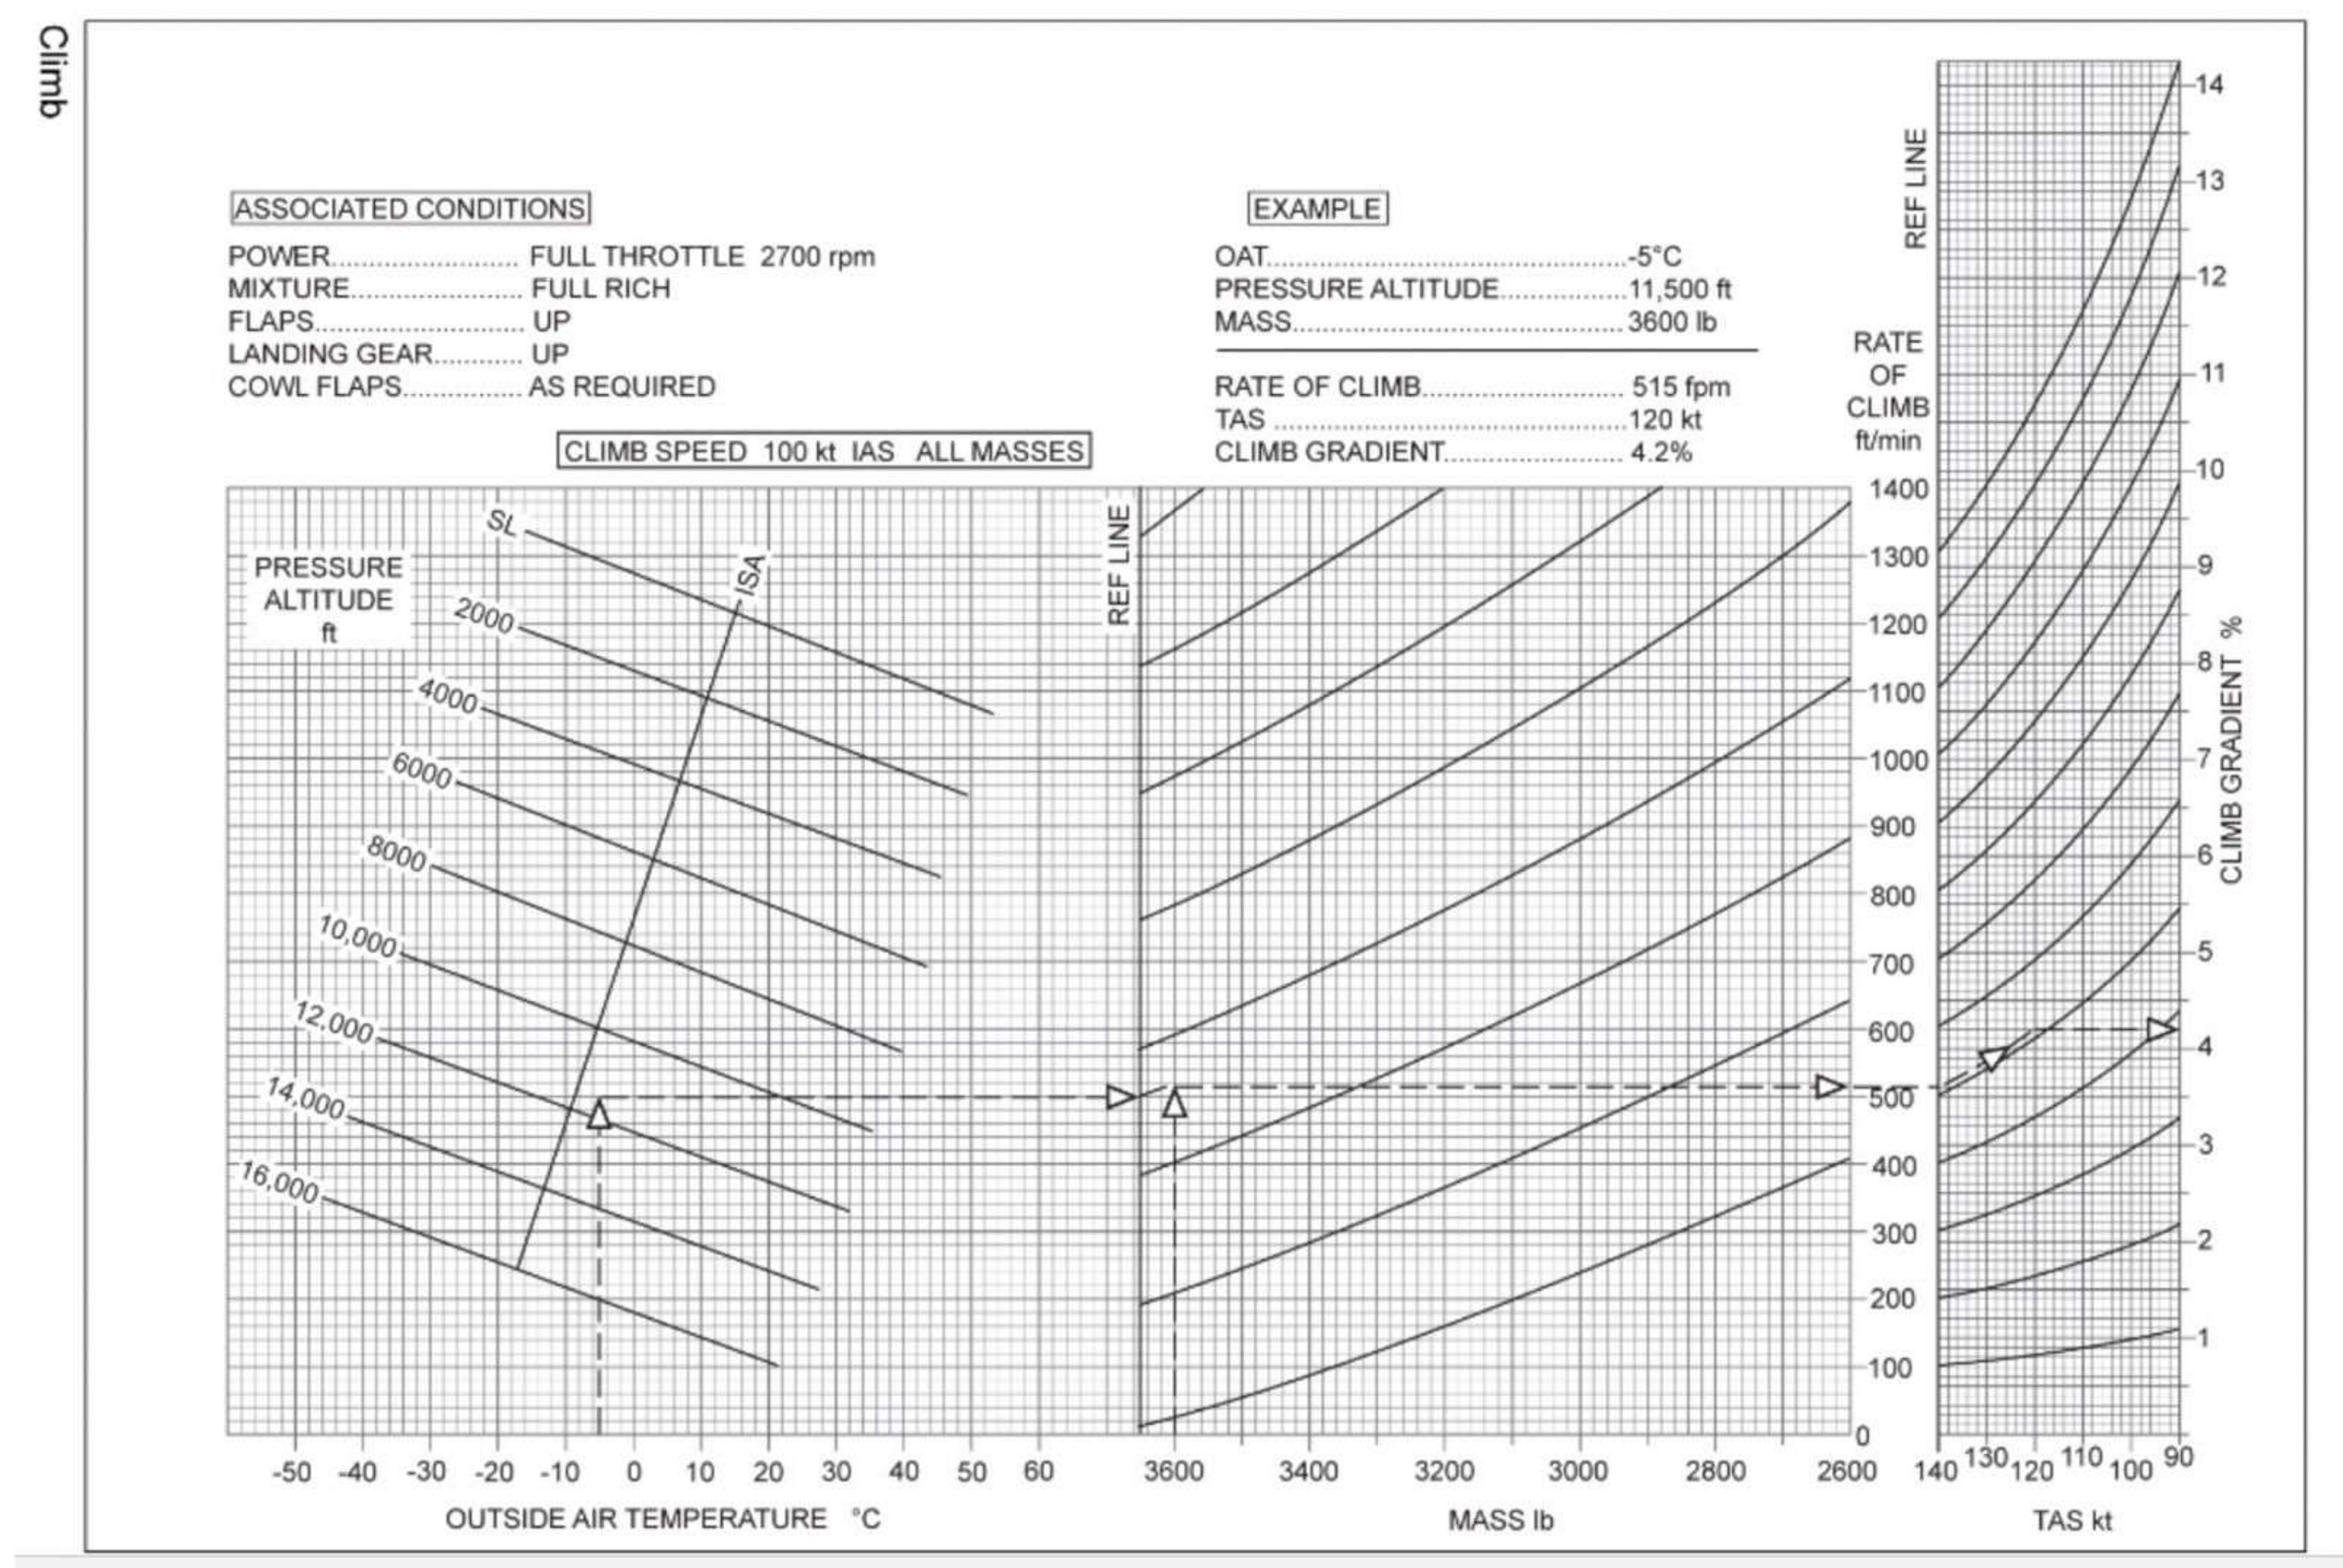 Climb
ASSOCIATED CONDITIONS
POWER............................ FULL THROTTLE 2700 rpm
MIXTURE......................... FULL RICH
FLAPS.............................. UP
LANDING GEAR............. UP
COWL FLAPS.................. AS REQUIRED
CLIMB SPEED 100 kt IAS ALL MASSES
EXAMPLE
OAT.....................................................-5°C
PRESSURE ALTITUDE...................11,500 ft
MASS................................................. 3600 lb
RATE OF CLIMB.............................. 515 fpm
TAS ....................................................120 kt
CLIMB GRADIENT.......................... 4.2%
PRESSURE
ALTITUDE
ft
SL
2000
4000
6000
8000
10,000
12,000
14,000
16,000
ISA
REF LINE
RATE
OF
CLIMB
ft/min
1400
1300
1200
1100
1000
900
800
700
600
500
400
300
200
100
0
REF LINE
14
13
12
11
10
9
8
7
6
5
4
3
2
1
CLIMB GRADIENT %
-50 -40 -30 -20 -10 0 10 20 30 40 50 60
3600 3400 3200 3000 2800 2600
140 130 120 110 100 90
OUTSIDE AIR TEMPERATURE °C
MASS lb
TAS kt